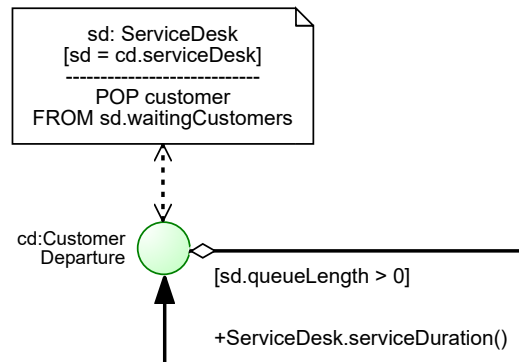 sd: ServiceDesk
[sd = cd.serviceDesk]
----------------------------
POP customer
FROM sd.waitingCustomers
cd:Customer
Departure
[sd.queueLength > 0]
+ServiceDesk.serviceDuration()